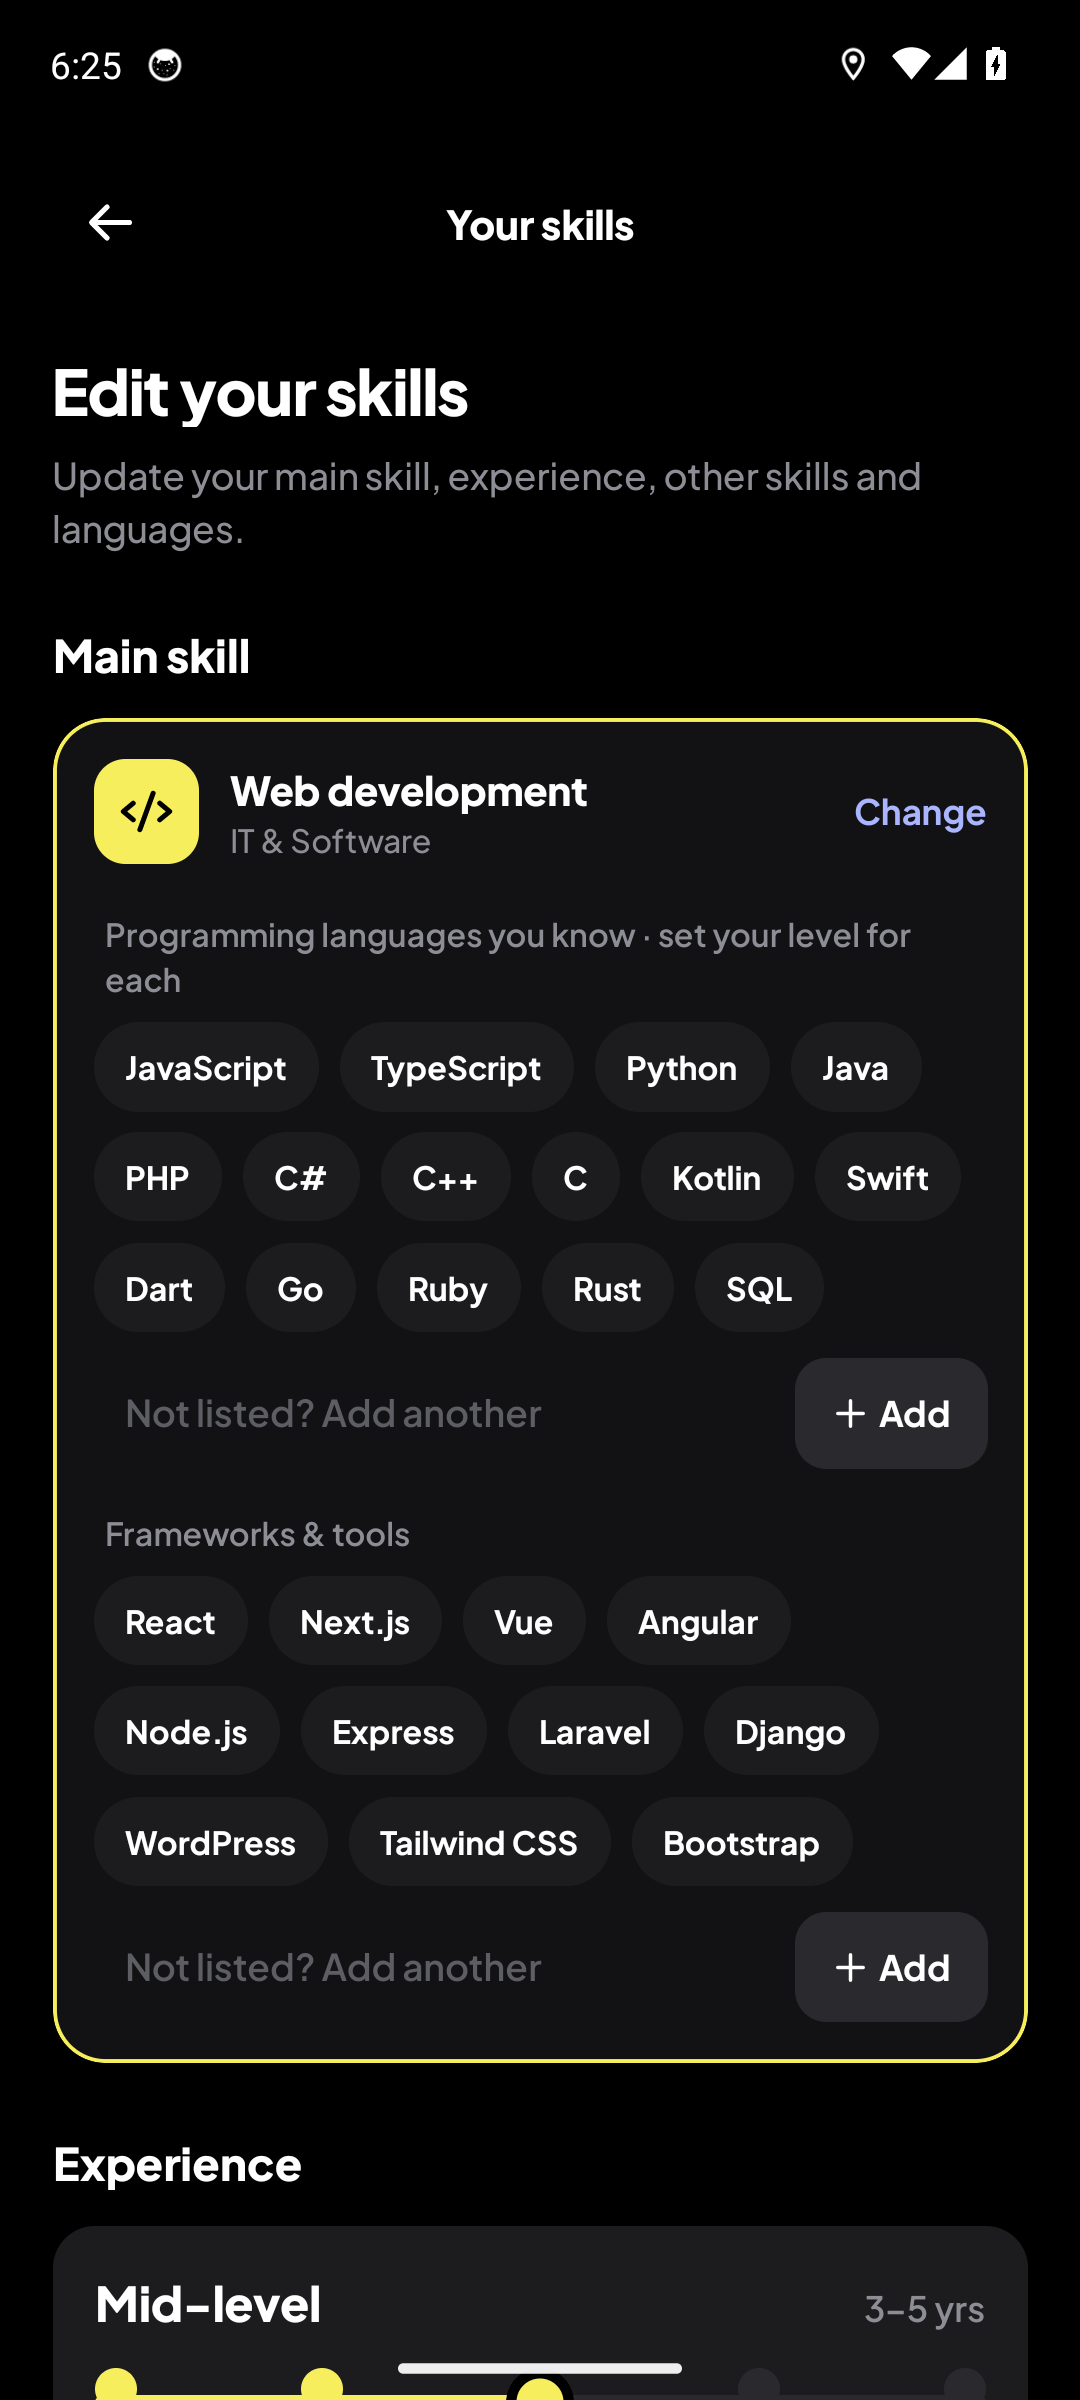 6:25
Your skills
Edit your skills
Update your main skill, experience, other skills and
languages.
Main skill
Web development
IT & Software
Change
Programming languages you know · set your level for
each
JavaScript TypeScript Python Java
PHP C# C++ C Kotlin Swift
Dart Go Ruby Rust SQL
Not listed? Add another + Add
Frameworks & tools
React Next.js Vue Angular
Node.js Express Laravel Django
WordPress Tailwind CSS Bootstrap
Not listed? Add another + Add
Experience
Mid-level 3–5 yrs